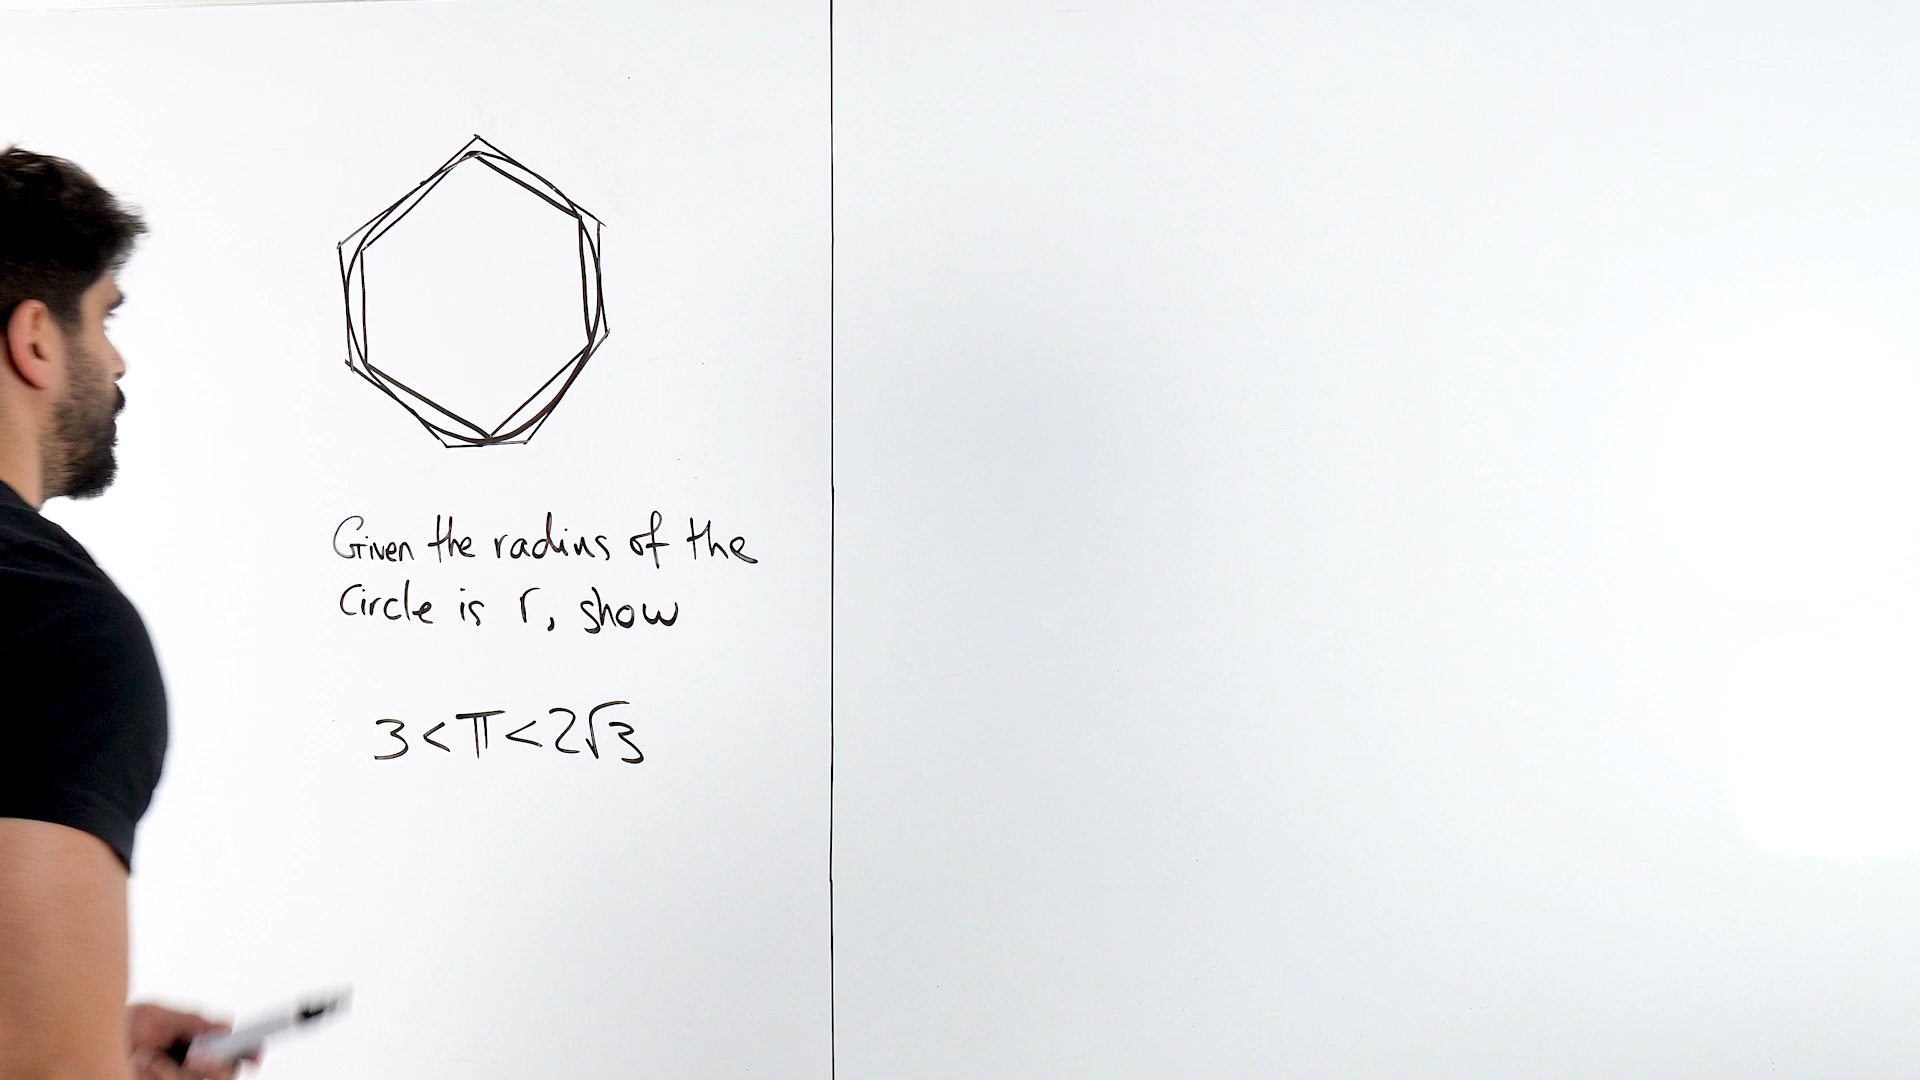 Given the radius of the
Circle is r, show
3<π<2√3